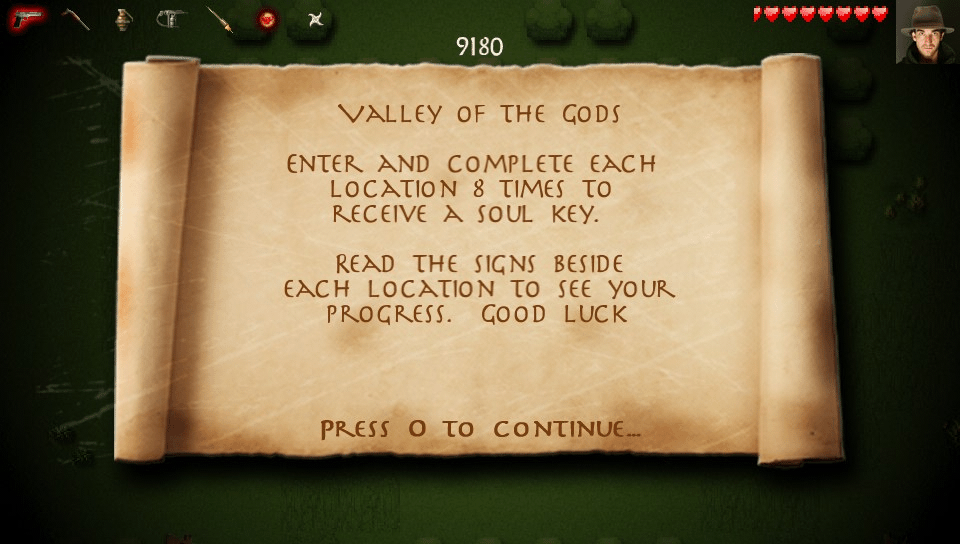 9180
Valley of the Gods
Enter and complete each
location 8 times to
receive a soul key.
Read the signs beside
each location to see your
progress. Good luck
Press O to continue...